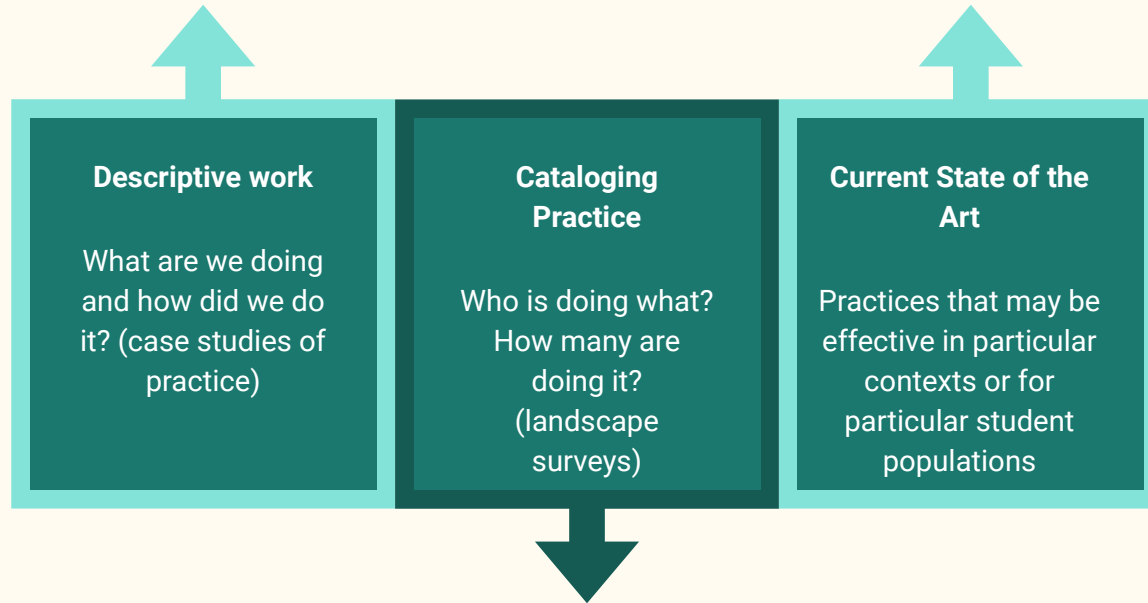 Descriptive work
What are we doing
and how did we do
it? (case studies of
practice)
Cataloging
Practice
Who is doing what?
How many are
doing it?
(landscape
surveys)
Current State of the
Art
Practices that may be
effective in particular
contexts or for
particular student
populations